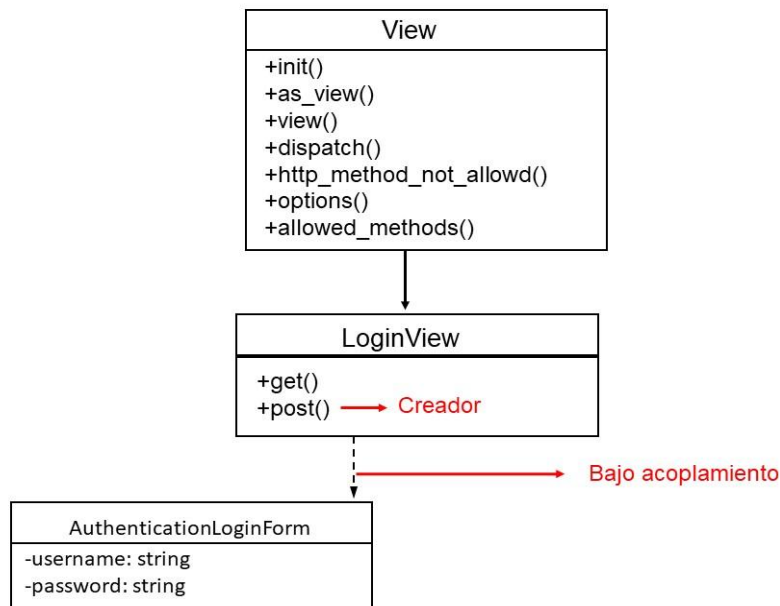 View
+init()
+as_view()
+view()
+dispatch()
+http_method_not_allowd()
+options()
+allowed_methods()
LoginView
+get()
+post()
Creador
Bajo acoplamiento
AuthenticationLoginForm
-username: string
-password: string